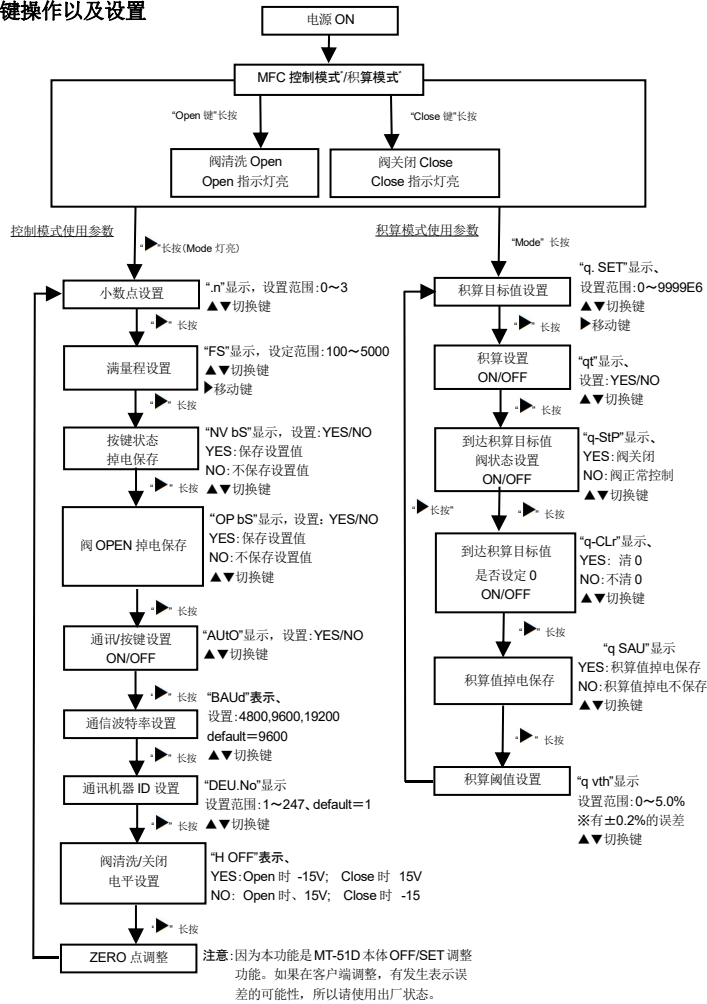 键操作以及设置
电源 ON
MFC 控制模式*/积算模式*
“Open 键”长按
“Close 键”长按
阀清洗 Open
Open 指示灯亮
阀关闭 Close
Close 指示灯亮
控制模式使用参数
“▶”长按(Mode 灯亮)
小数点设置
“.n”显示，设置范围:0～3
▲▼切换键
“▶” 长按
满量程设置
“FS”显示，设定范围:100～5000
▲▼切换键
▶移动键
“▶” 长按
按键状态
掉电保存
“NV bS”显示，设置:YES/NO
YES:保存设置值
NO:不保存设置值
▲▼切换键
“▶” 长按
阀 OPEN 掉电保存
“OP bS”显示，设置: YES/NO
YES:保存设置值
NO:不保存设置值
▲▼切换键
“▶” 长按
通讯/按键设置
ON/OFF
“AUtO”显示，设置:YES/NO
▲▼切换键
“▶” 长按
通信波特率设置
“BAUd”表示、
设置:4800,9600,19200
default＝9600
▲▼切换键
“▶” 长按
通讯机器 ID 设置
“DEU.No”显示
设置范围:1～247、default＝1
▲▼切换键
“▶” 长按
阀清洗/关闭
电平设置
“H OFF”表示、
YES:Open 时 -15V; Close 时 15V
NO: Open 时、15V; Close 时 -15
“▶” 长按
ZERO 点调整
注意:因为本功能是 MT-51D 本体 OFF/SET 调整
功能。如果在客户端调整，有发生表示误
差的可能性，所以请使用出厂状态。
积算模式使用参数
“Mode” 长按
积算目标值设置
“q. SET”显示、
设置范围:0～9999E6
▲▼切换键
▶移动键
“▶” 长按
积算设置
ON/OFF
“qt”显示、
设置:YES/NO
▲▼切换键
“▶” 长按
到达积算目标值
阀状态设置
ON/OFF
“q-StP”显示、
YES:阀关闭
NO:阀正常控制
▲▼切换键
“▶长按”
“▶” 长按
到达积算目标值
是否设定 0
ON/OFF
“q-CLr”显示、
YES: 清 0
NO:不清 0
▲▼切换键
“▶” 长按
积算值掉电保存
“q SAU”显示
YES:积算值掉电保存
NO:积算值掉电不保存
▲▼切换键
“▶” 长按
积算阈值设置
“q vth”显示
设置范围:0～5.0%
※有±0.2%的误差
▲▼切换键